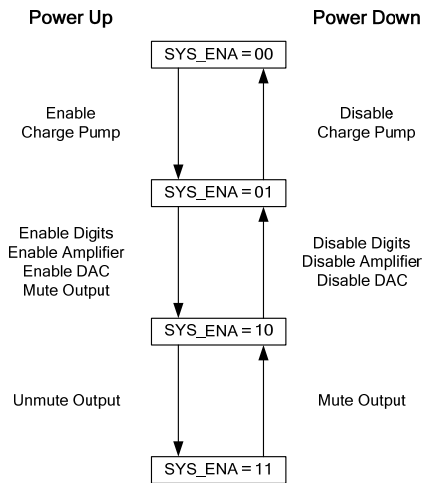 Power Up
Power Down
SYS_ENA = 00
Enable
Charge Pump
Disable
Charge Pump
SYS_ENA = 01
Enable Digits
Enable Amplifier
Enable DAC
Mute Output
Disable Digits
Disable Amplifier
Disable DAC
SYS_ENA = 10
Unmute Output
Mute Output
SYS_ENA = 11